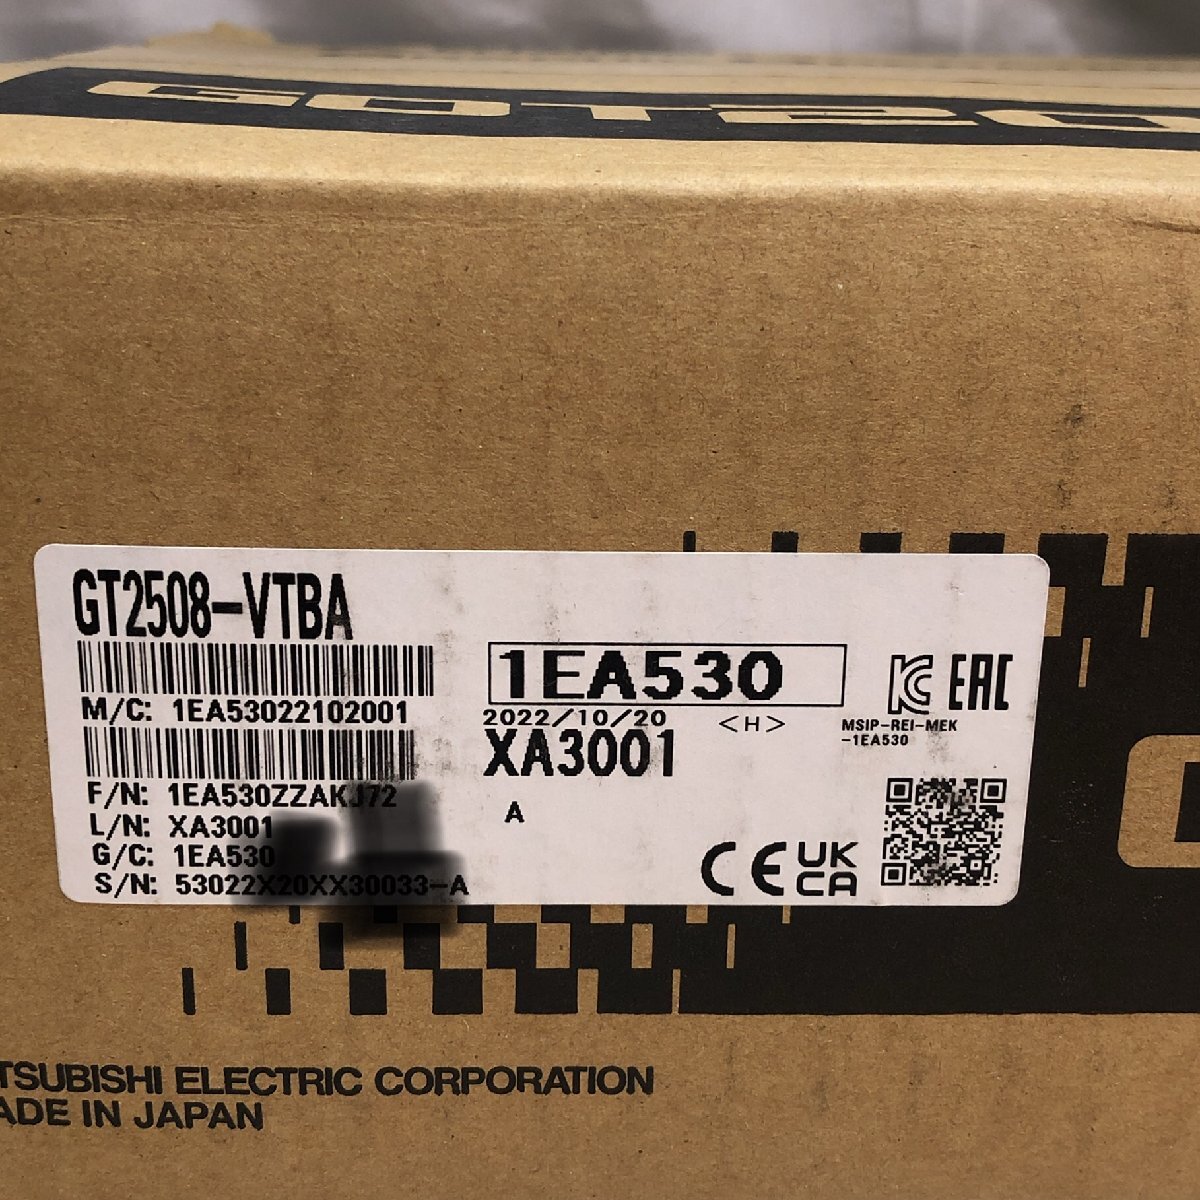 GOT20
GT2508-VTBA
1EA530
M/C: 1EA53022102001
2022/10/20 <H>
XA3001
MSIP-REI-MEK
-1EA530
F/N: 1EA530ZZAKJ72
L/N: XA3001
A
G/C: 1EA530
S/N: 53022X20XX30033-A
CE UK CA
EAC
TSUBISHI ELECTRIC CORPORATION
ADE IN JAPAN